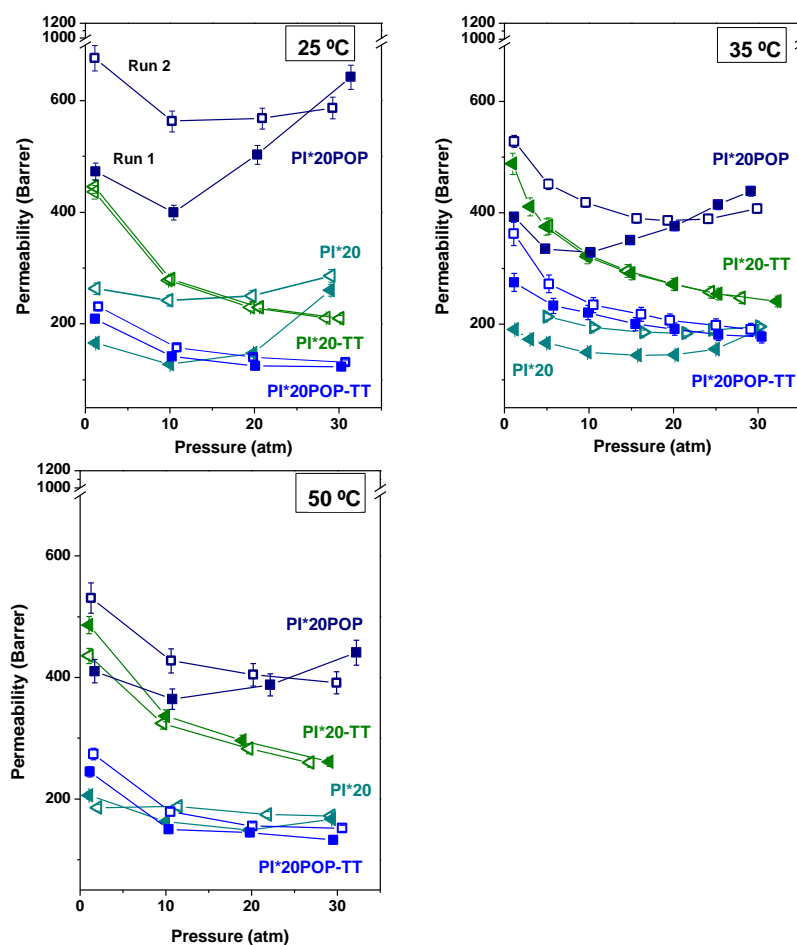 1200
1000
25 ºC
Run 2
600
PI*20POP
Run 1
400
PI*20
200
PI*20-TT
PI*20POP-TT
0 10 20 30
Pressure (atm)
Permeability (Barrer)
1200
1000
35 ºC
600
PI*20POP
400
PI*20-TT
200
PI*20
PI*20POP-TT
0 10 20 30
Pressure (atm)
Permeability (Barrer)
1200
1000
50 ºC
600
PI*20POP
400
PI*20-TT
PI*20
200
PI*20POP-TT
0 10 20 30
Pressure (atm)
Permeability (Barrer)